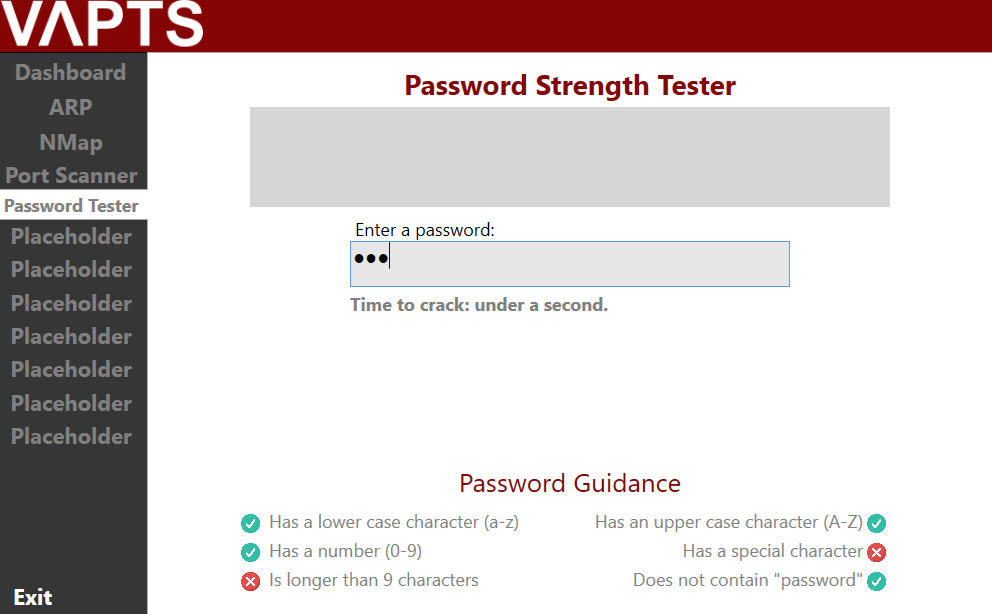 VAPTS
Dashboard
ARP
NMap
Port Scanner
Password Tester
Placeholder
Placeholder
Placeholder
Placeholder
Placeholder
Placeholder
Placeholder
Exit
Password Strength Tester
Enter a password:
●●●
Time to crack: under a second.
Password Guidance
Has a lower case character (a-z)
Has an upper case character (A-Z)
Has a number (0-9)
Has a special character
Is longer than 9 characters
Does not contain "password"